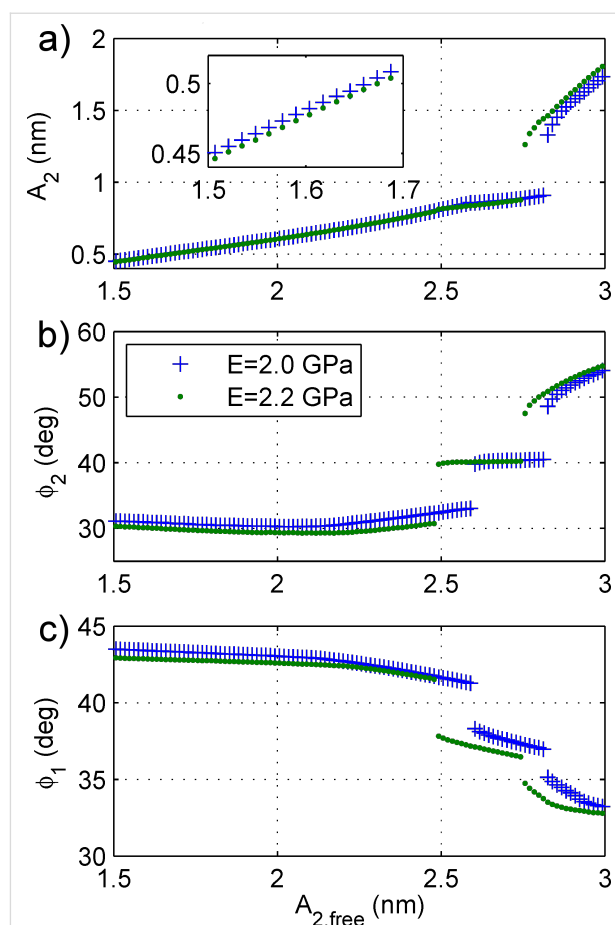 a)
2
1.5
1
0.5
A2 (nm)
0.5
0.45
1.5 1.6 1.7
1.5 2 2.5 3
b)
60
50
40
30
ϕ2 (deg)
E=2.0 GPa
E=2.2 GPa
1.5 2 2.5 3
c)
45
40
35
30
ϕ1 (deg)
1.5 2 2.5 3
A2,free (nm)